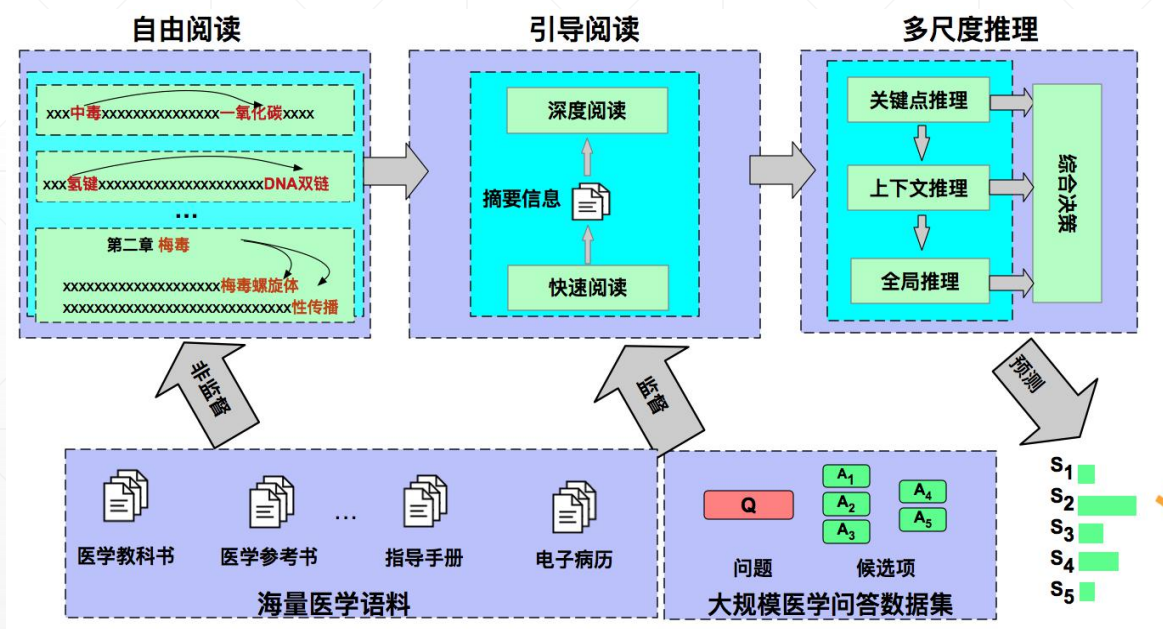 自由阅读
引导阅读
多尺度推理
xxx中毒xxxxxxxxxxxxxxx一氧化碳xxxx
xxx氢键xxxxxxxxxxxxxxxxxxxxxDNA双链
...
第二章 梅毒
xxxxxxxxxxxxxxxxxxxx梅毒螺旋体
xxxxxxxxxxxxxxxxxxxxxxxxxxxxx性传播
深度阅读
摘要信息
快速阅读
关键点推理
上下文推理
全局推理
综合决策
非监督
监督
预测
医学教科书
医学参考书
...
指导手册
电子病历
海量医学语料
Q
A1
A2
A3
A4
A5
问题
候选项
大规模医学问答数据集
S1
S2
S3
S4
S5